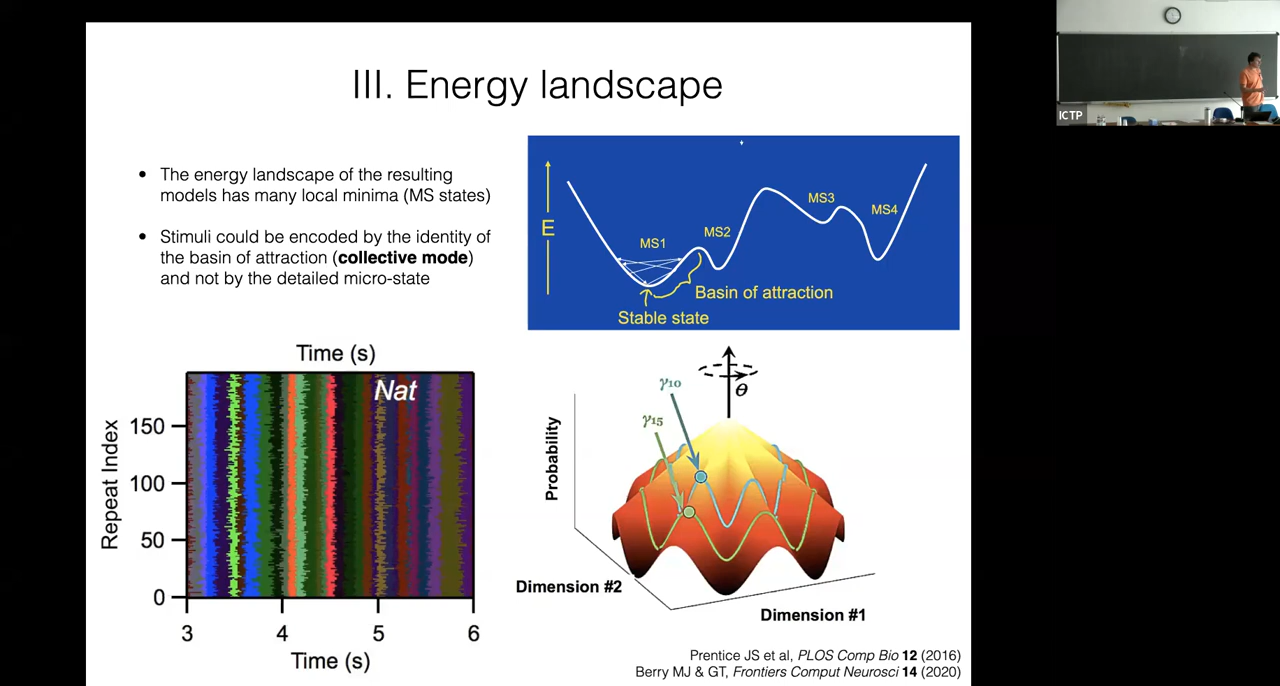 III. Energy landscape
• The energy landscape of the resulting
models has many local minima (MS states)
• Stimuli could be encoded by the identity of
the basin of attraction (collective mode)
and not by the detailed micro-state
E
MS1
MS2
MS3
MS4
Basin of attraction
Stable state
Time (s)
Nat
Repeat Index
150
100
50
0
3
4
5
6
Time (s)
θ
γ10
γ15
Probability
Dimension #2
Dimension #1
Prentice JS et al, PLOS Comp Bio 12 (2016)
Berry MJ & GT, Frontiers Comput Neurosci 14 (2020)
ICTP